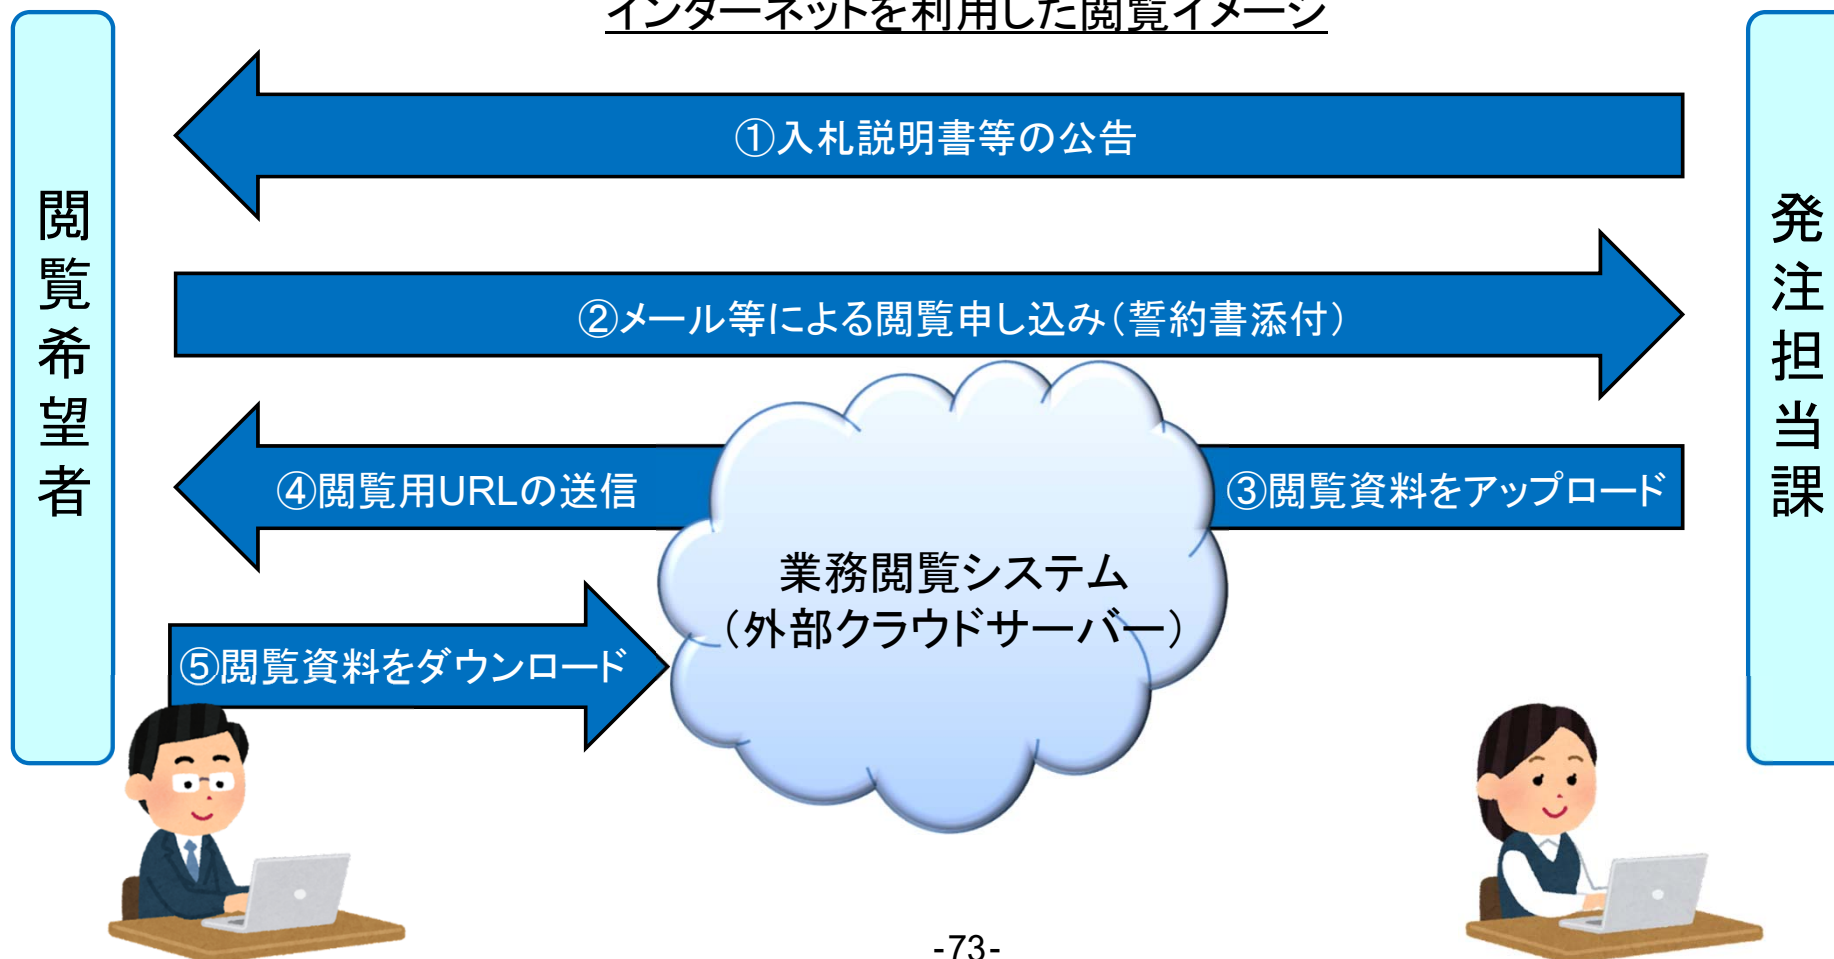 インターネットを利用した閲覧イメージ
閲覧希望者
発注担当課
①入札説明書等の公告
②メール等による閲覧申し込み（誓約書添付）
④閲覧用URLの送信
③閲覧資料をアップロード
業務閲覧システム
（外部クラウドサーバー）
⑤閲覧資料をダウンロード
-73-